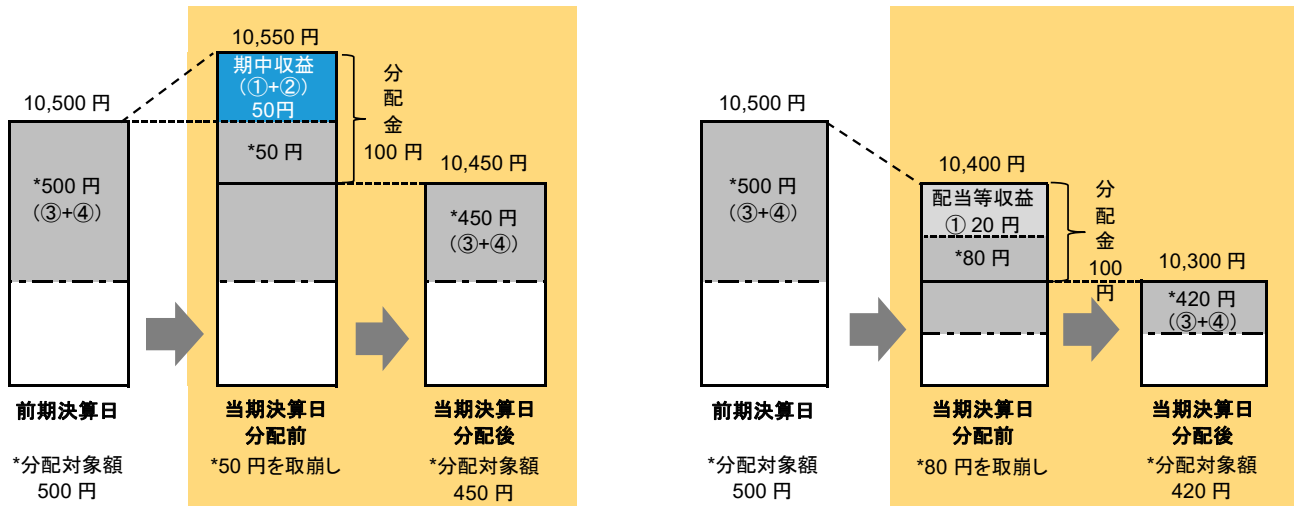 10,500 円
*500 円
（③+④）
前期決算日
*分配対象額
500 円
10,550 円
期中収益
（①+②）
50円
*50 円
分
配
金
100 円
当期決算日
分配前
*50 円を取崩し
10,450 円
*450 円
（③+④）
当期決算日
分配後
*分配対象額
450 円
10,500 円
*500 円
（③+④）
前期決算日
*分配対象額
500 円
10,400 円
配当等収益
① 20 円
*80 円
分
配
金
100
円
当期決算日
分配前
*80 円を取崩し
10,300 円
*420 円
（③+④）
当期決算日
分配後
*分配対象額
420 円